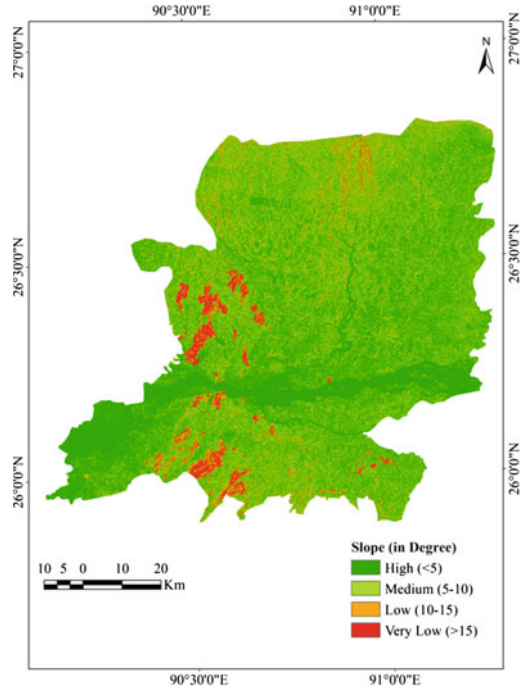 90°30'0"E 91°0'0"E
27°0'0"N 27°0'0"N
N
26°30'0"N 26°30'0"N
26°0'0"N 26°0'0"N
Slope (in Degree)
High (<5)
Medium (5-10)
Low (10-15)
Very Low (>15)
10 5 0 10 20
Km
90°30'0"E 91°0'0"E